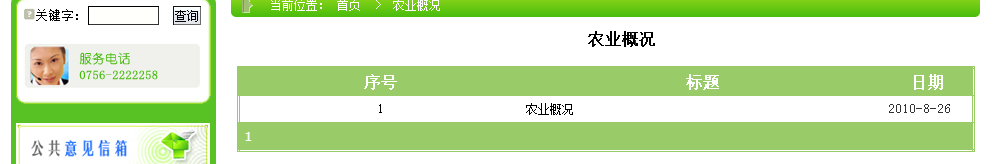 关键字： 查询
服务电话
0756-2222258
公共意见信箱
当前位置： 首页 > 农业概况
农业概况
序号 标题 日期
1 农业概况 2010-8-26
1